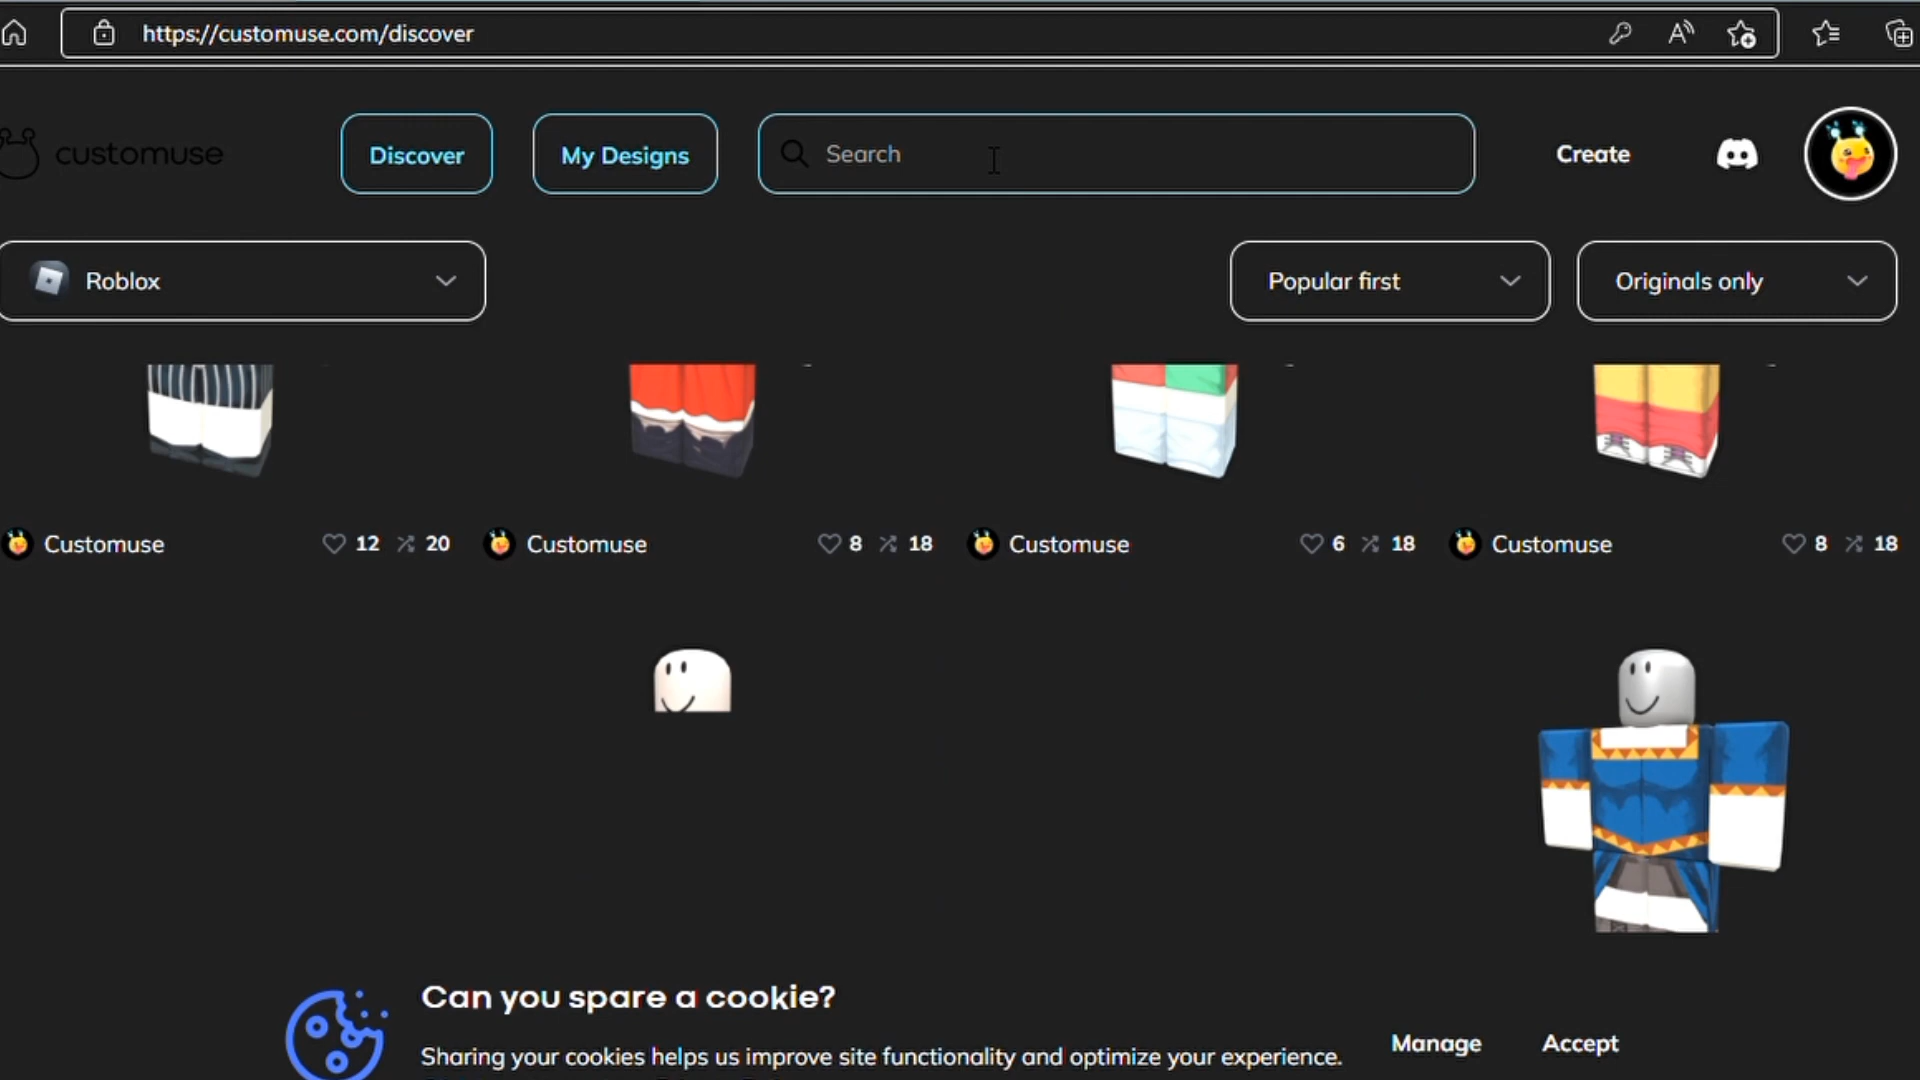 https://customuse.com/discover
customuse
Discover
My Designs
Search
Create
Roblox
Popular first
Originals only
Customuse 12 20
Customuse 8 18
Customuse 6 18
Customuse 8 18
Can you spare a cookie?
Sharing your cookies helps us improve site functionality and optimize your experience.
Manage
Accept